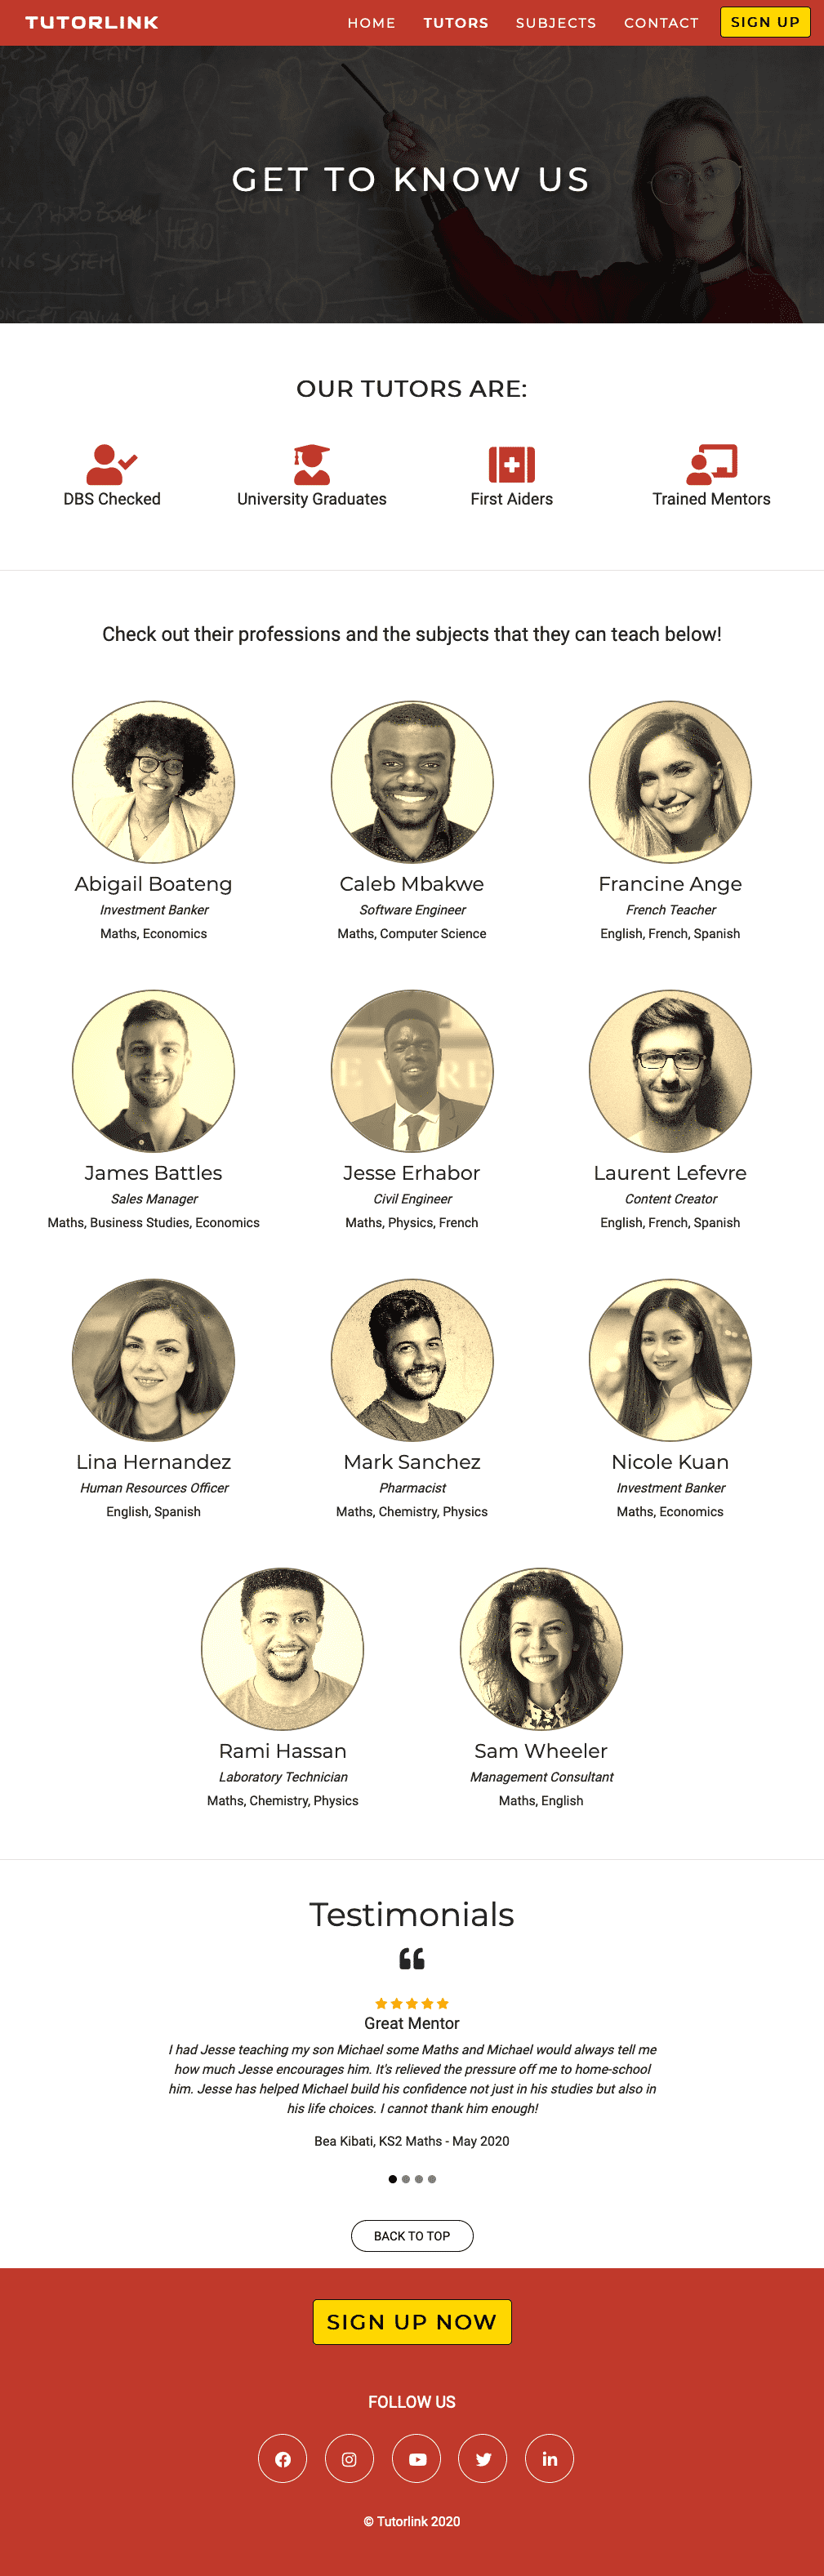 TUTORLINK
HOME
TUTORS
SUBJECTS
CONTACT
SIGN UP
GET TO KNOW US
OUR TUTORS ARE:
DBS Checked
University Graduates
First Aiders
Trained Mentors
Check out their professions and the subjects that they can teach below!
Abigail Boateng
Investment Banker
Maths, Economics
Caleb Mbakwe
Software Engineer
Maths, Computer Science
Francine Ange
French Teacher
English, French, Spanish
James Battles
Sales Manager
Maths, Business Studies, Economics
Jesse Erhabor
Civil Engineer
Maths, Physics, French
Laurent Lefevre
Content Creator
English, French, Spanish
Lina Hernandez
Human Resources Officer
English, Spanish
Mark Sanchez
Pharmacist
Maths, Chemistry, Physics
Nicole Kuan
Investment Banker
Maths, Economics
Rami Hassan
Laboratory Technician
Maths, Chemistry, Physics
Sam Wheeler
Management Consultant
Maths, English
Testimonials
Great Mentor
I had Jesse teaching my son Michael some Maths and Michael would always tell me
how much Jesse encourages him. It's relieved the pressure off me to home-school
him. Jesse has helped Michael build his confidence not just in his studies but also in
his life choices. I cannot thank him enough!
Bea Kibati, KS2 Maths - May 2020
BACK TO TOP
SIGN UP NOW
FOLLOW US
© Tutorlink 2020